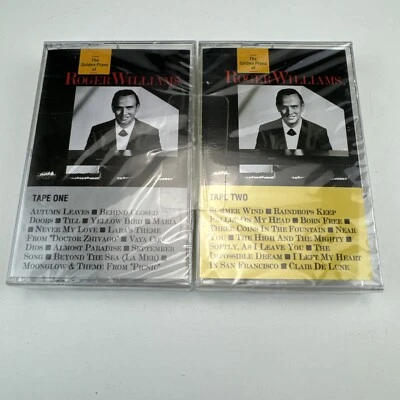 The
Golden Piano
of
ROGER WILLIAMS
TAPE ONE
AUTUMN LEAVES ■ BEHIND CLOSED
DOORS ■ TILL ■ YELLOW BIRD ■ MARIA
■ NEVER MY LOVE ■ LARA'S THEME
FROM "DOCTOR ZHIVAGO" ■ VAYA CON
DIOS ■ ALMOST PARADISE ■ SEPTEMBER
SONG ■ BEYOND THE SEA (LA MER) ■
MOONGLOW & THEME FROM "PICNIC"
The
Golden Piano
of
ROGER WILLIAMS
TAPE TWO
SUMMER WIND ■ RAINDROPS KEEP
FALLIN' ON MY HEAD ■ BORN FREE ■
THREE COINS IN THE FOUNTAIN ■ NEAR
YOU ■ THE HIGH AND THE MIGHTY ■
SOFTLY, AS I LEAVE YOU ■ THE
IMPOSSIBLE DREAM ■ I LEFT MY HEART
IN SAN FRANCISCO ■ CLAIR DE LUNE